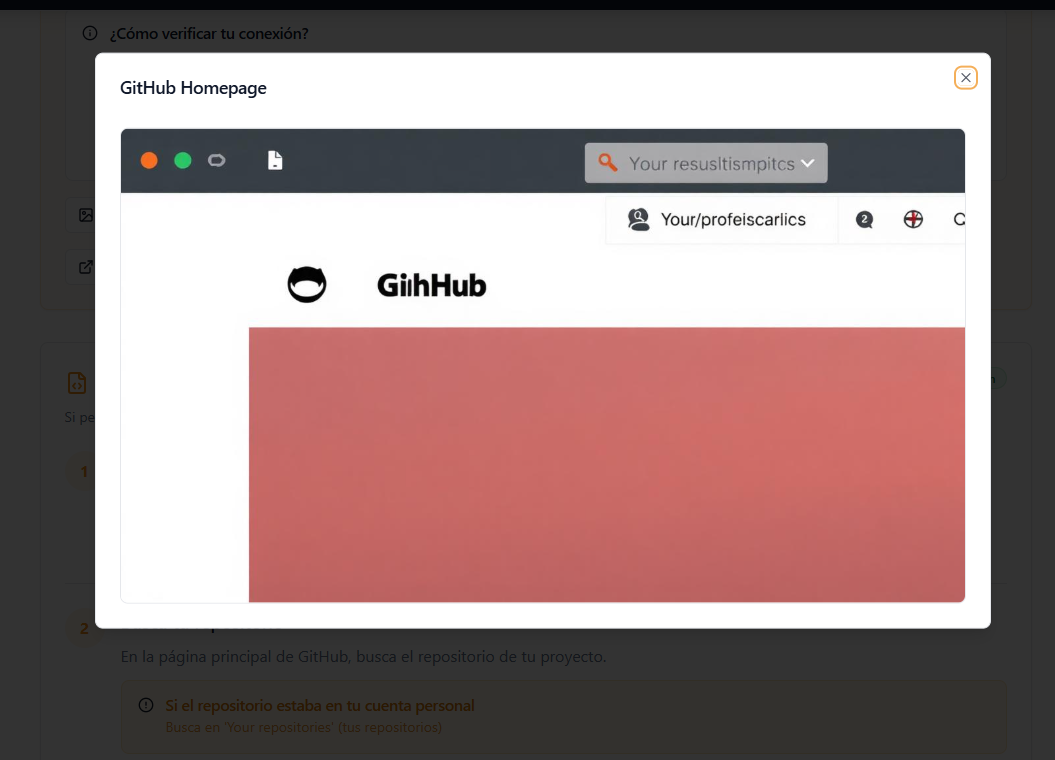 ¿Cómo verificar tu conexión?
GitHub Homepage
Your resusltismpitcs
Your/profeiscarlics
2
GiihHub
Si pe
1
2
En la página principal de GitHub, busca el repositorio de tu proyecto.
Si el repositorio estaba en tu cuenta personal
Busca en 'Your repositories' (tus repositorios)